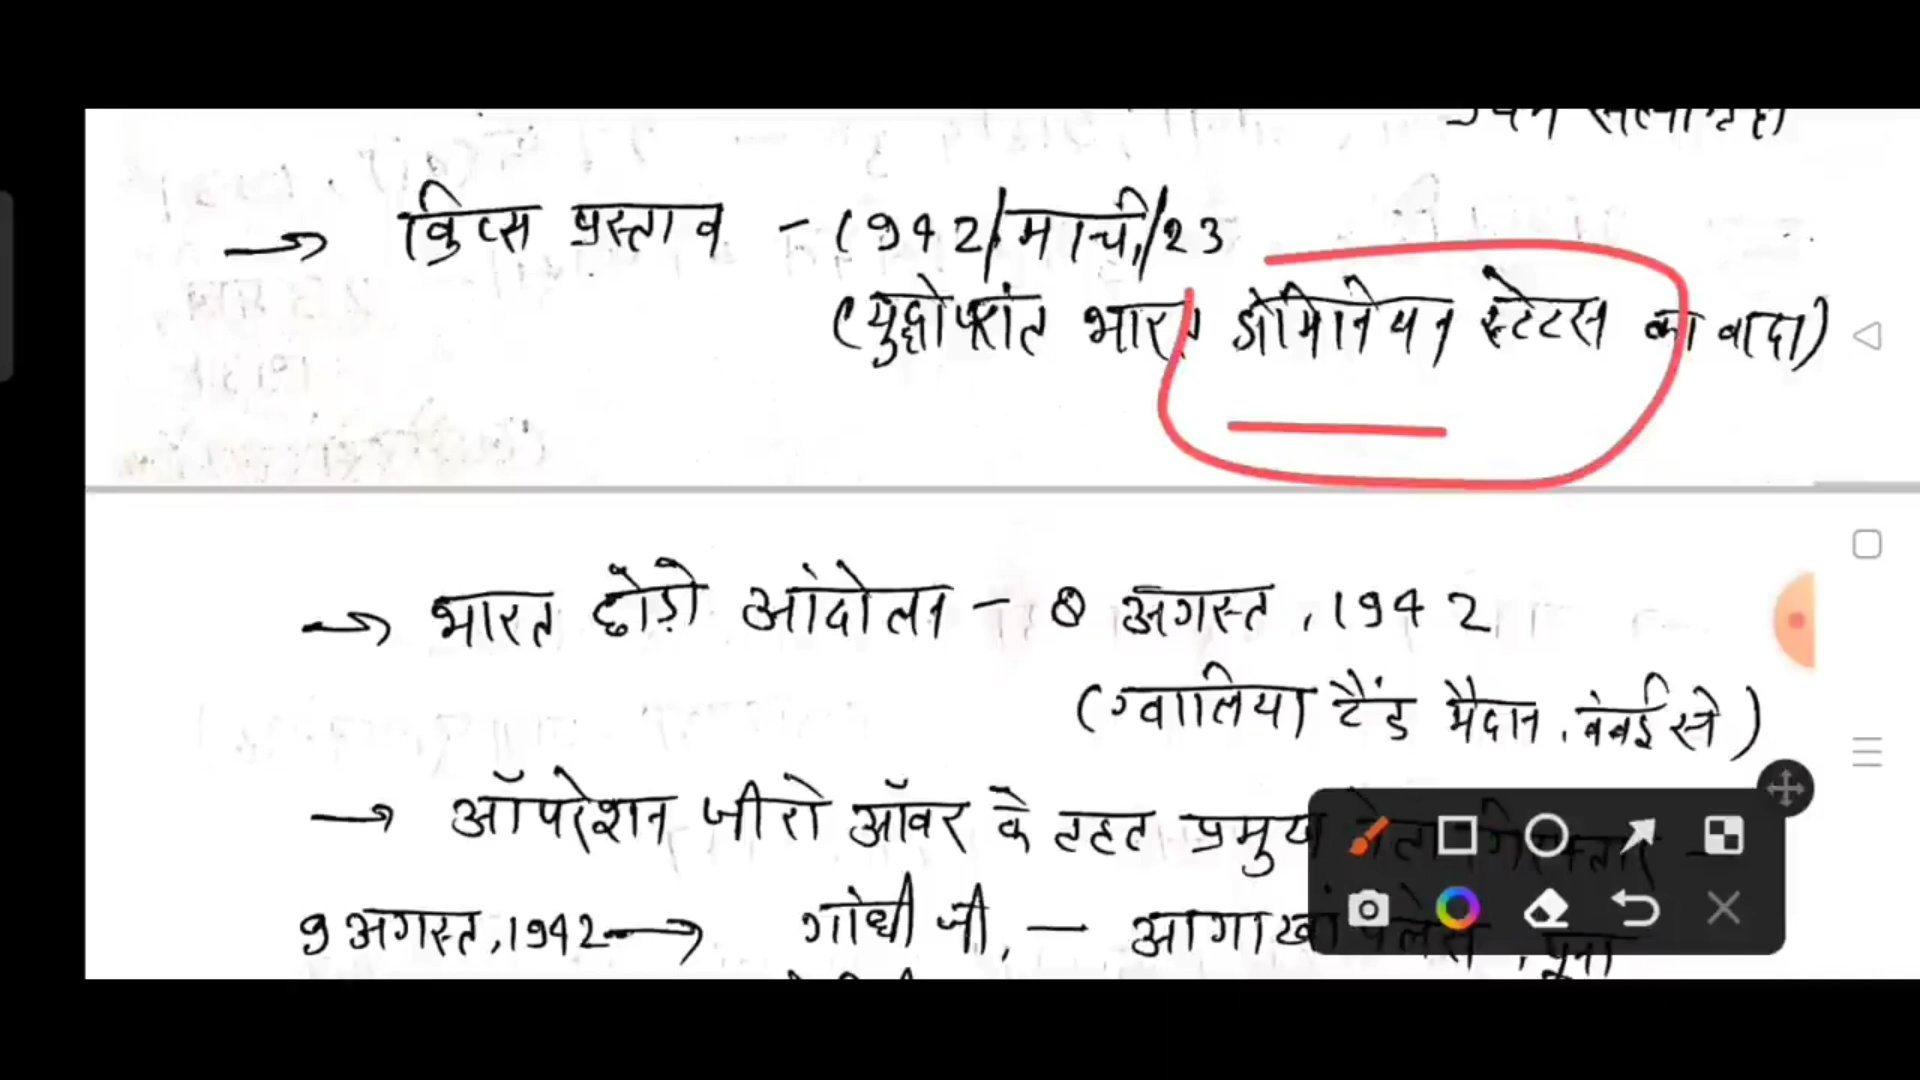 → क्रिप्स प्रस्ताव - 1942/मार्च/23
(युद्धोपरांत भारत डोमिनियन स्टेटस का वादा)
→ भारत छोड़ो आंदोलन - 8 अगस्त, 1942
(ग्वालिया टैंड मैदान, बंबई से)
→ ऑपरेशन जीरो ऑवर के तहत प्रमुख नेता गिरफ्तार -
9 अगस्त, 1942 → गांधी जी, - आगाखां पैलेस, पूना